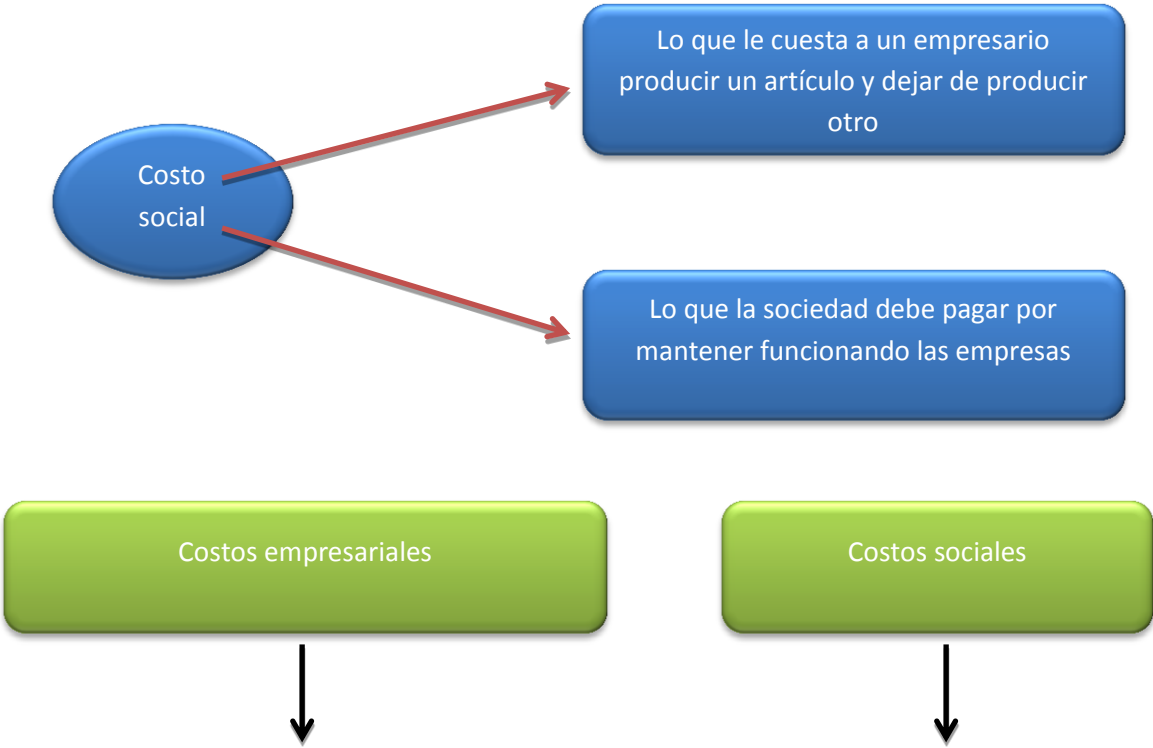 Lo que le cuesta a un empresario
producir un artículo y dejar de producir
otro
Costo
social
Lo que la sociedad debe pagar por
mantener funcionando las empresas
Costos empresariales
Costos sociales